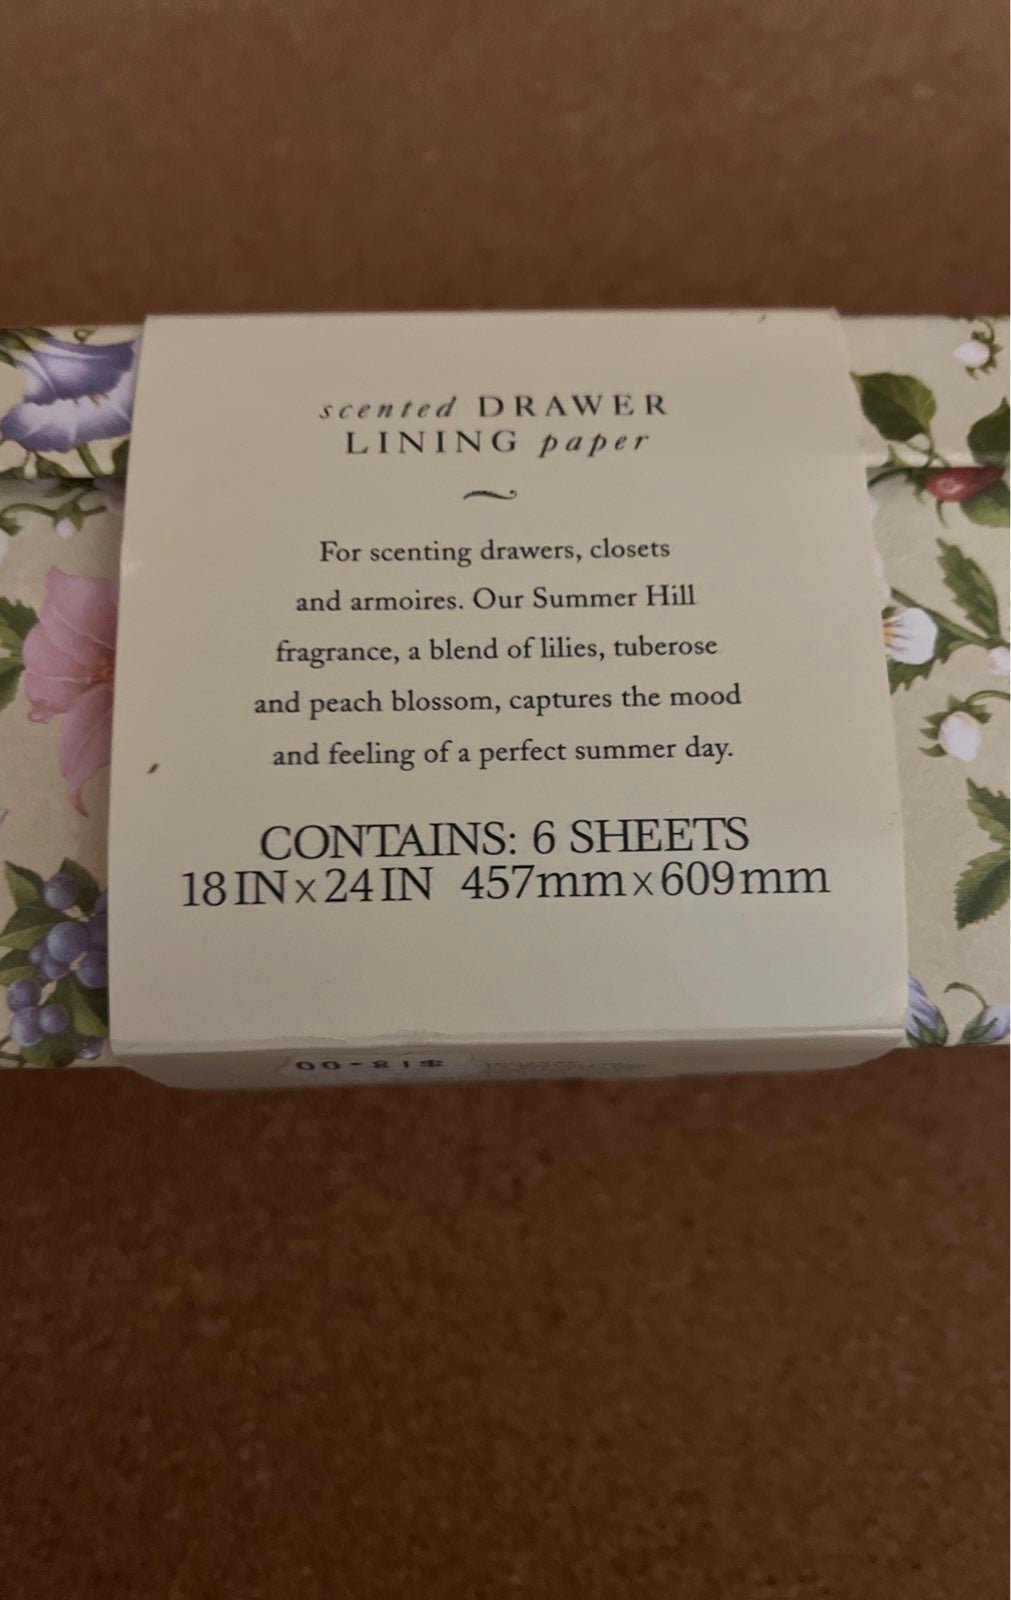 scented DRAWER
LINING paper
For scenting drawers, closets
and armoires. Our Summer Hill
fragrance, a blend of lilies, tuberose
and peach blossom, captures the mood
and feeling of a perfect summer day.
CONTAINS: 6 SHEETS
18 IN x 24 IN 457mm x 609mm